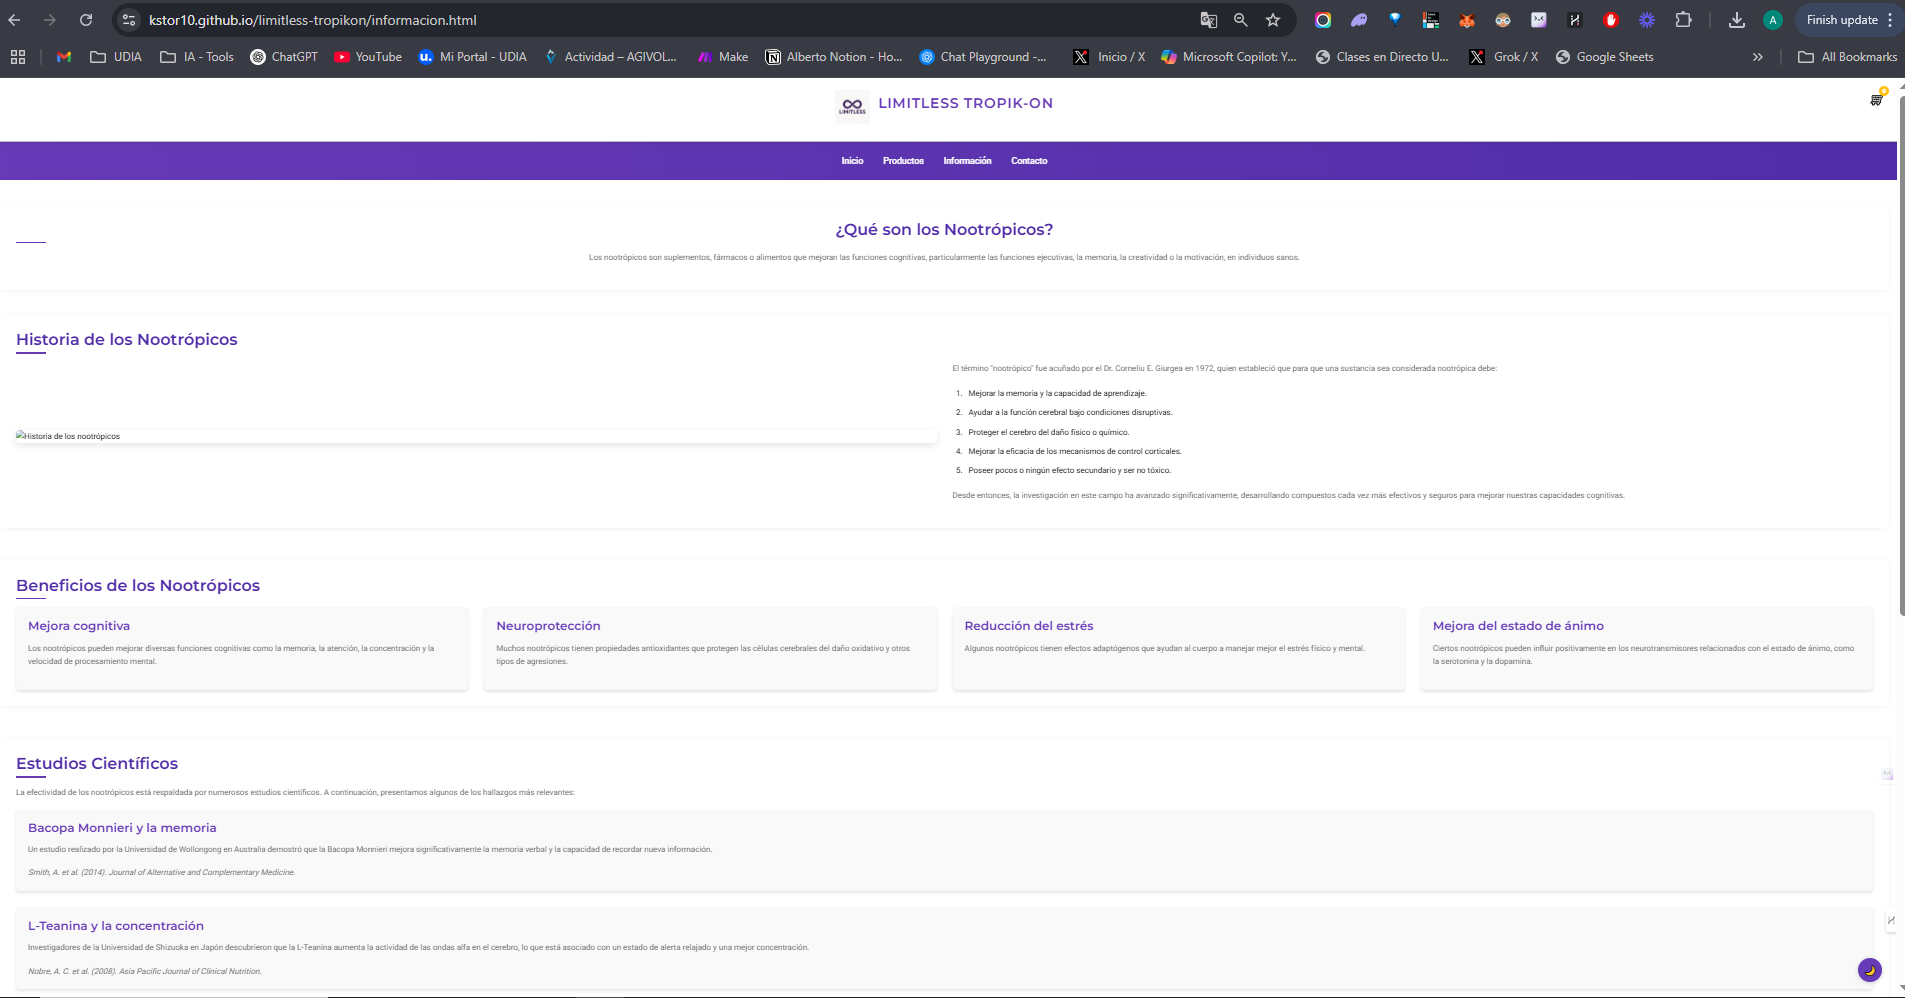 kstor10.github.io/limitless-tropikon/informacion.html
A
Finish update
UDIA
IA - Tools
ChatGPT
YouTube
Mi Portal - UDIA
Actividad – AGIVOL...
Make
Alberto Notion - Ho...
Chat Playground -...
Inicio / X
Microsoft Copilot: Y...
Clases en Directo U...
Grok / X
Google Sheets
All Bookmarks
LIMITLESS
LIMITLESS TROPIK-ON
0
Inicio
Productos
Información
Contacto
¿Qué son los Nootrópicos?
Los nootrópicos son suplementos, fármacos o alimentos que mejoran las funciones cognitivas, particularmente las funciones ejecutivas, la memoria, la creatividad o la motivación, en individuos sanos.
Historia de los Nootrópicos
Historia de los nootrópicos
El término "nootrópico" fue acuñado por el Dr. Corneliu E. Giurgea en 1972, quien estableció que para que una sustancia sea considerada nootrópica debe:
1. Mejorar la memoria y la capacidad de aprendizaje.
2. Ayudar a la función cerebral bajo condiciones disruptivas.
3. Proteger el cerebro del daño físico o químico.
4. Mejorar la eficacia de los mecanismos de control corticales.
5. Poseer pocos o ningún efecto secundario y ser no tóxico.
Desde entonces, la investigación en este campo ha avanzado significativamente, desarrollando compuestos cada vez más efectivos y seguros para mejorar nuestras capacidades cognitivas.
Beneficios de los Nootrópicos
Mejora cognitiva
Los nootrópicos pueden mejorar diversas funciones cognitivas como la memoria, la atención, la concentración y la
velocidad de procesamiento mental.
Neuroprotección
Muchos nootrópicos tienen propiedades antioxidantes que protegen las células cerebrales del daño oxidativo y otros
tipos de agresiones.
Reducción del estrés
Algunos nootrópicos tienen efectos adaptógenos que ayudan al cuerpo a manejar mejor el estrés físico y mental.
Mejora del estado de ánimo
Ciertos nootrópicos pueden influir positivamente en los neurotransmisores relacionados con el estado de ánimo, como
la serotonina y la dopamina.
Estudios Científicos
La efectividad de los nootrópicos está respaldada por numerosos estudios científicos. A continuación, presentamos algunos de los hallazgos más relevantes:
Bacopa Monnieri y la memoria
Un estudio realizado por la Universidad de Wollongong en Australia demostró que la Bacopa Monnieri mejora significativamente la memoria verbal y la capacidad de recordar nueva información.
Smith, A. et al. (2014). Journal of Alternative and Complementary Medicine.
L-Teanina y la concentración
Investigadores de la Universidad de Shizuoka en Japón descubrieron que la L-Teanina aumenta la actividad de las ondas alfa en el cerebro, lo que está asociado con un estado de alerta relajado y una mejor concentración.
Nobre, A. C. et al. (2008). Asia Pacific Journal of Clinical Nutrition.